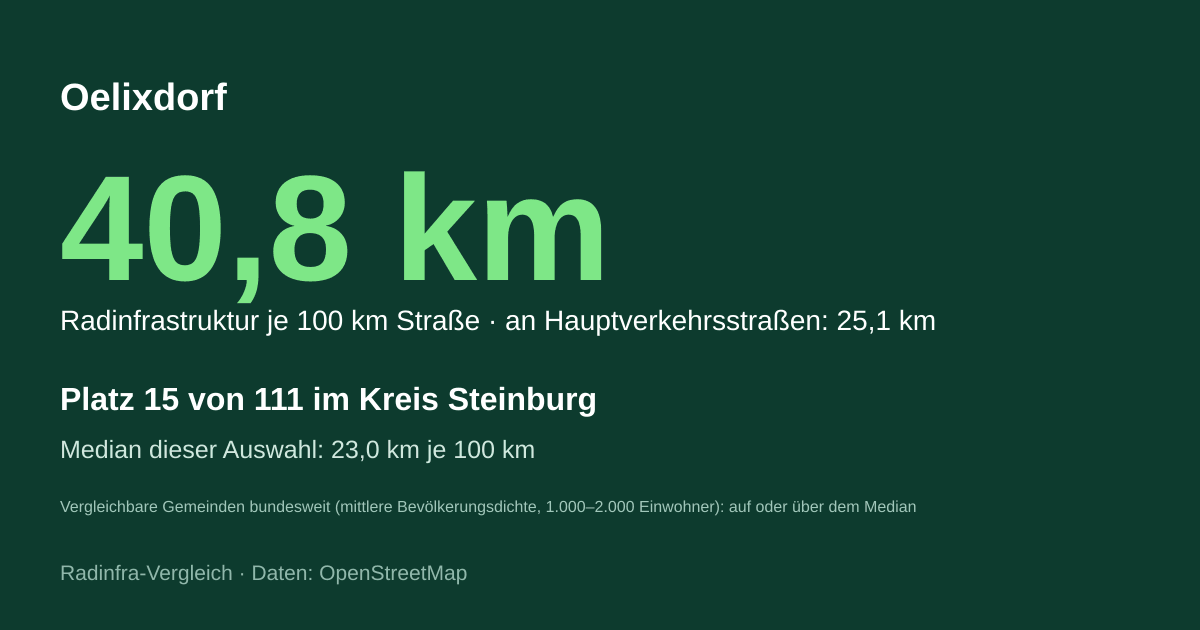 Oelixdorf
40,8 km
Radinfrastruktur je 100 km Straße · an Hauptverkehrsstraßen: 25,1 km
Platz 15 von 111 im Kreis Steinburg
Median dieser Auswahl: 23,0 km je 100 km
Vergleichbare Gemeinden bundesweit (mittlere Bevölkerungsdichte, 1.000–2.000 Einwohner): auf oder über dem Median
Radinfra-Vergleich · Daten: OpenStreetMap